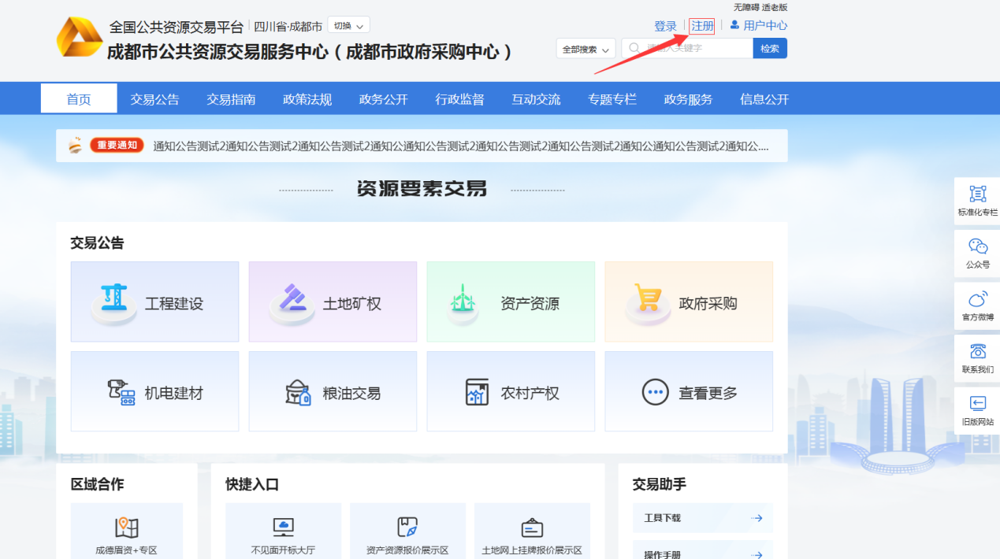 无障碍 适老版
全国公共资源交易平台 四川省·成都市 切换
登录 注册 用户中心
成都市公共资源交易服务中心（成都市政府采购中心）
全部搜索 请输入关键字 检索
首页 交易公告 交易指南 政策法规 政务公开 行政监督 互动交流 专题专栏 政务服务 信息公开
重要通知 通知公告测试2通知公告测试2通知公告测试2通知公通知公告测试2通知公告测试2通知公告测试2通知公通知公告测试2通知公....
资源要素交易
交易公告
工程建设 土地矿权 资产资源 政府采购
机电建材 粮油交易 农村产权 查看更多
标准化专栏
公众号
官方微博
联系我们
旧版网站
区域合作 快捷入口 交易助手
工具下载
成德眉资+专区 不见面开标大厅 资产资源报价展示区 土地网上挂牌报价展示区
操作手册